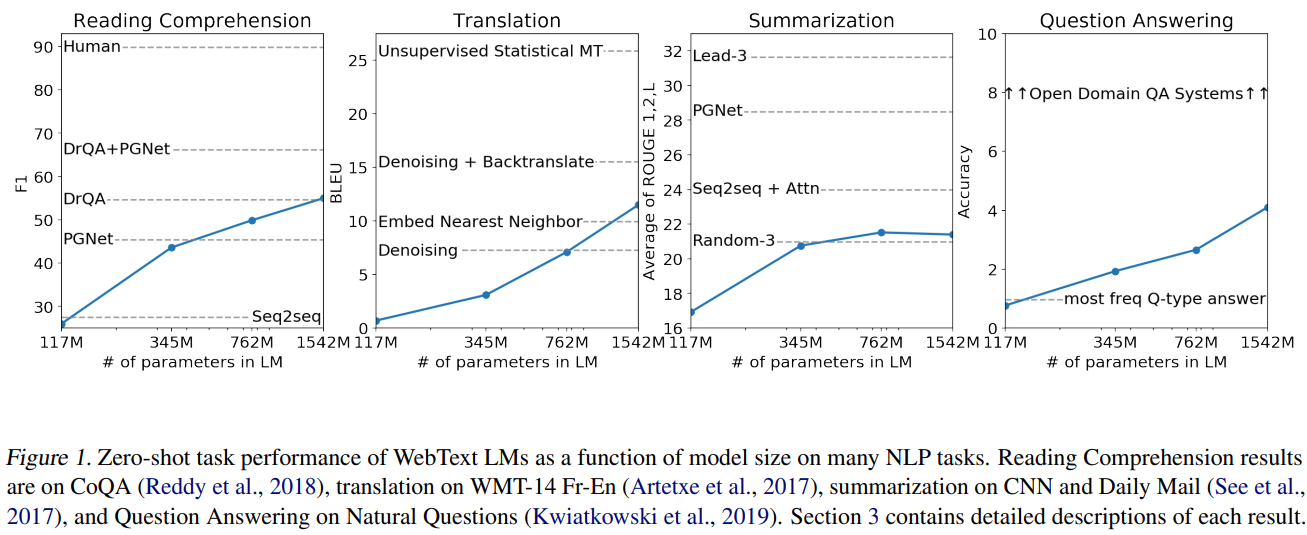 Reading Comprehension
90
80
70
60
50
40
30
F1
Human
DrQA+PGNet
DrQA
PGNet
Seq2seq
117M 345M 762M 1542M
# of parameters in LM
Translation
25
20
15
10
5
0
BLEU
Unsupervised Statistical MT
Denoising + Backtranslate
Embed Nearest Neighbor
Denoising
117M 345M 762M 1542M
# of parameters in LM
Summarization
32
30
28
26
24
22
20
18
16
Average of ROUGE 1,2,L
Lead-3
PGNet
Seq2seq + Attn
Random-3
117M 345M 762M 1542M
# of parameters in LM
Question Answering
10
8
6
4
2
0
Accuracy
↑↑Open Domain QA Systems↑↑
most freq Q-type answer
117M 345M 762M 1542M
# of parameters in LM
Figure 1. Zero-shot task performance of WebText LMs as a function of model size on many NLP tasks. Reading Comprehension results
are on CoQA (Reddy et al., 2018), translation on WMT-14 Fr-En (Artetxe et al., 2017), summarization on CNN and Daily Mail (See et al.,
2017), and Question Answering on Natural Questions (Kwiatkowski et al., 2019). Section 3 contains detailed descriptions of each result.